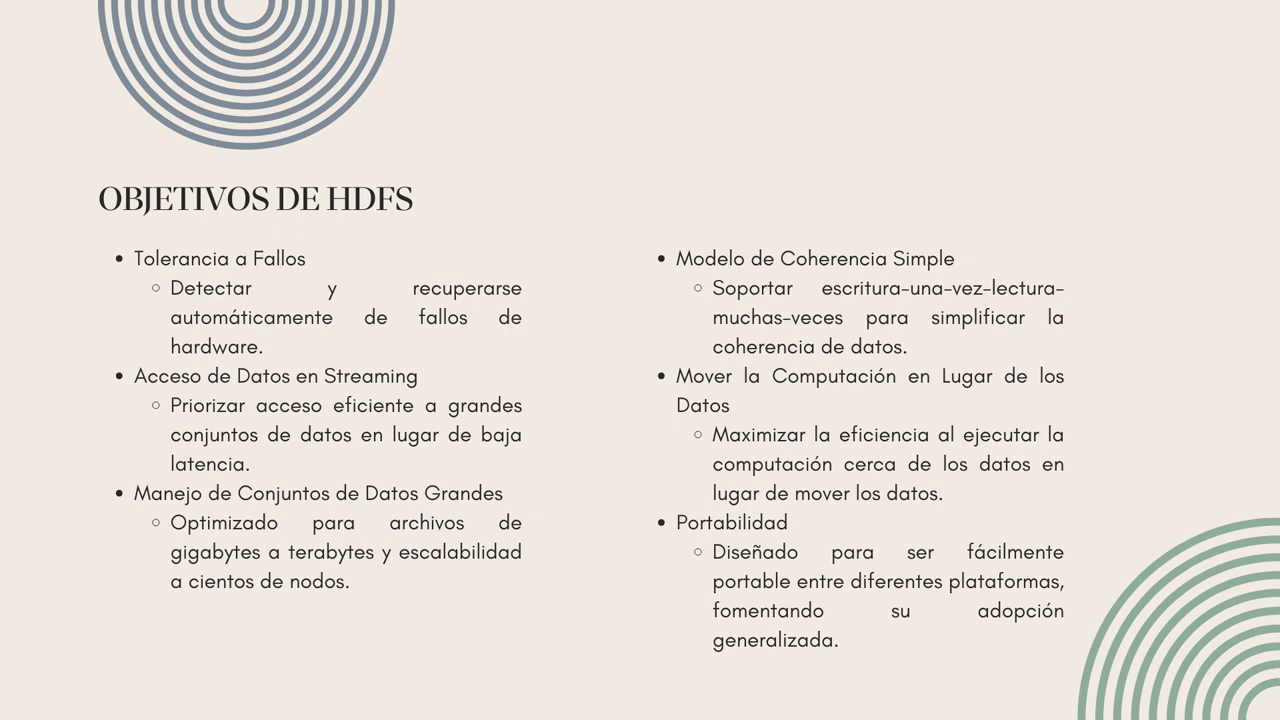 OBJETIVOS DE HDFS
• Tolerancia a Fallos
○ Detectar y recuperarse
automáticamente de fallos de
hardware.
• Acceso de Datos en Streaming
○ Priorizar acceso eficiente a grandes
conjuntos de datos en lugar de baja
latencia.
• Manejo de Conjuntos de Datos Grandes
○ Optimizado para archivos de
gigabytes a terabytes y escalabilidad
a cientos de nodos.
• Modelo de Coherencia Simple
○ Soportar escritura-una-vez-lectura-
muchas-veces para simplificar la
coherencia de datos.
• Mover la Computación en Lugar de los
Datos
○ Maximizar la eficiencia al ejecutar la
computación cerca de los datos en
lugar de mover los datos.
• Portabilidad
○ Diseñado para ser fácilmente
portable entre diferentes plataformas,
fomentando su adopción
generalizada.